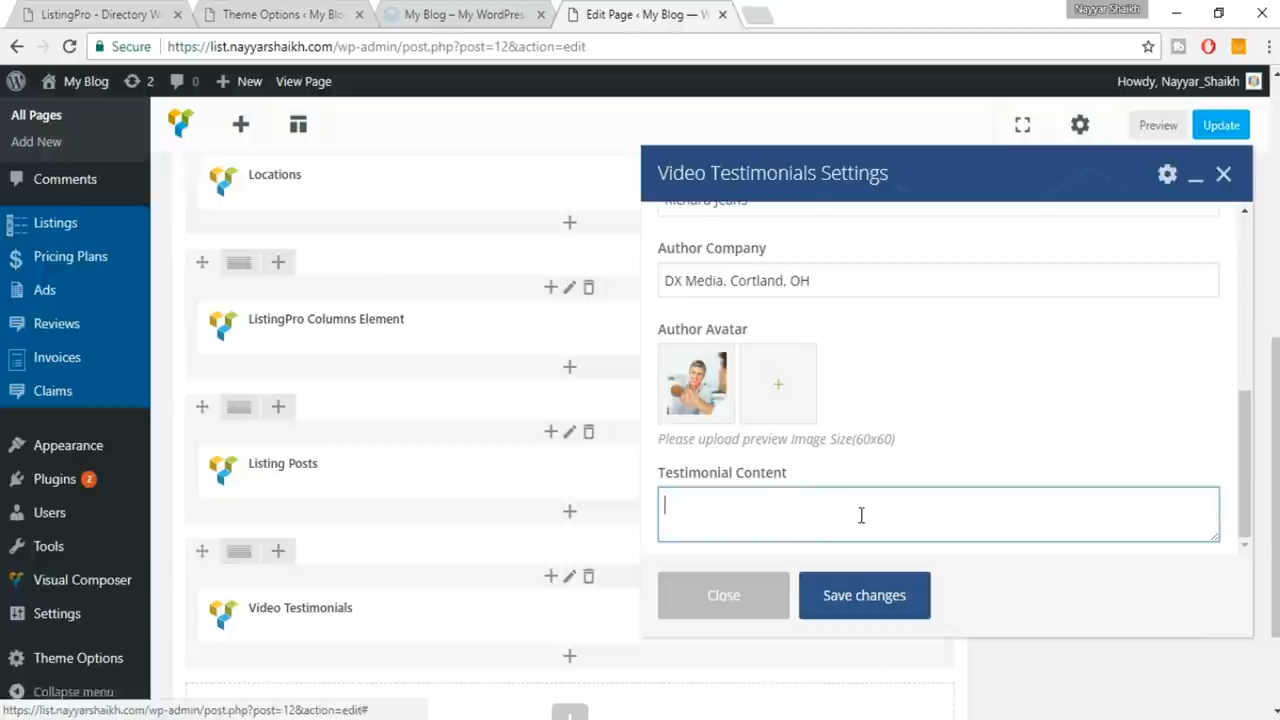 ListingPro - Directory W
Theme Options ‹ My Blo
My Blog – My WordPres
Edit Page ‹ My Blog — W
Nayyar Shaikh
Secure
https://list.nayyarshaikh.com/wp-admin/post.php?post=12&action=edit
My Blog
2
0
New
View Page
Howdy, Nayyar_Shaikh
All Pages
Add New
Comments
Listings
Pricing Plans
Ads
Reviews
Invoices
Claims
Appearance
Plugins 2
Users
Tools
Visual Composer
Settings
Theme Options
Collapse menu
Preview
Update
Locations
ListingPro Columns Element
Listing Posts
Video Testimonials
Video Testimonials Settings
Richard Jeans
Author Company
DX Media, Cortland, OH
Author Avatar
Please upload preview Image Size(60x60)
Testimonial Content
Close
Save changes
https://list.nayyarshaikh.com/wp-admin/post.php?post=12&action=edit#